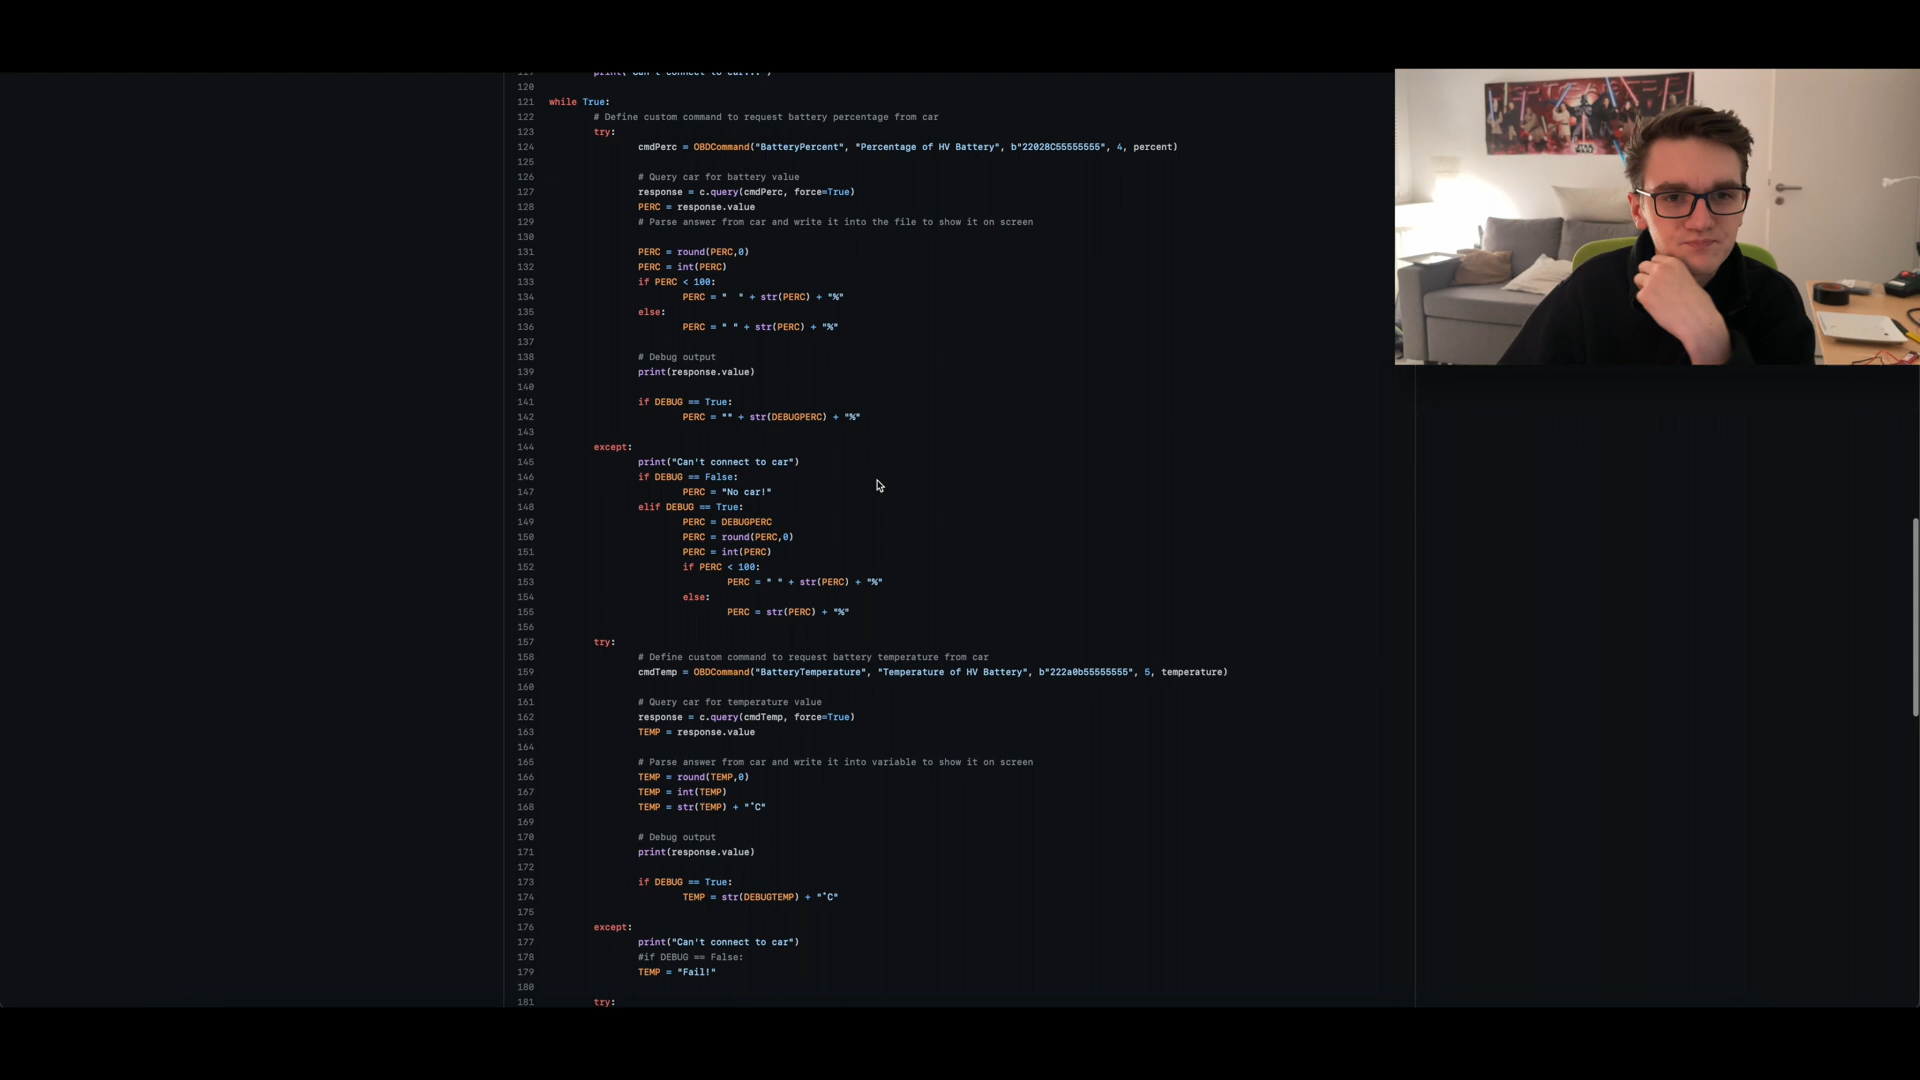 120
121 while True:
122 # Define custom command to request battery percentage from car
123 try:
124 cmdPerc = OBDCommand("BatteryPercent", "Percentage of HV Battery", b"22028C55555555", 4, percent)
125
126 # Query car for battery value
127 response = c.query(cmdPerc, force=True)
128 PERC = response.value
129 # Parse answer from car and write it into the file to show it on screen
130
131 PERC = round(PERC,0)
132 PERC = int(PERC)
133 if PERC < 100:
134 PERC = "  " + str(PERC) + "%"
135 else:
136 PERC = " " + str(PERC) + "%"
137
138 # Debug output
139 print(response.value)
140
141 if DEBUG == True:
142 PERC = "" + str(DEBUGPERC) + "%"
143
144 except:
145 print("Can't connect to car")
146 if DEBUG == False:
147 PERC = "No car!"
148 elif DEBUG == True:
149 PERC = DEBUGPERC
150 PERC = round(PERC,0)
151 PERC = int(PERC)
152 if PERC < 100:
153 PERC = " " + str(PERC) + "%"
154 else:
155 PERC = str(PERC) + "%"
156
157 try:
158 # Define custom command to request battery temperature from car
159 cmdTemp = OBDCommand("BatteryTemperature", "Temperature of HV Battery", b"222a0b55555555", 5, temperature)
160
161 # Query car for temperature value
162 response = c.query(cmdTemp, force=True)
163 TEMP = response.value
164
165 # Parse answer from car and write it into variable to show it on screen
166 TEMP = round(TEMP,0)
167 TEMP = int(TEMP)
168 TEMP = str(TEMP) + "°C"
169
170 # Debug output
171 print(response.value)
172
173 if DEBUG == True:
174 TEMP = str(DEBUGTEMP) + "°C"
175
176 except:
177 print("Can't connect to car")
178 #if DEBUG == False:
179 TEMP = "Fail!"
180
181 try: